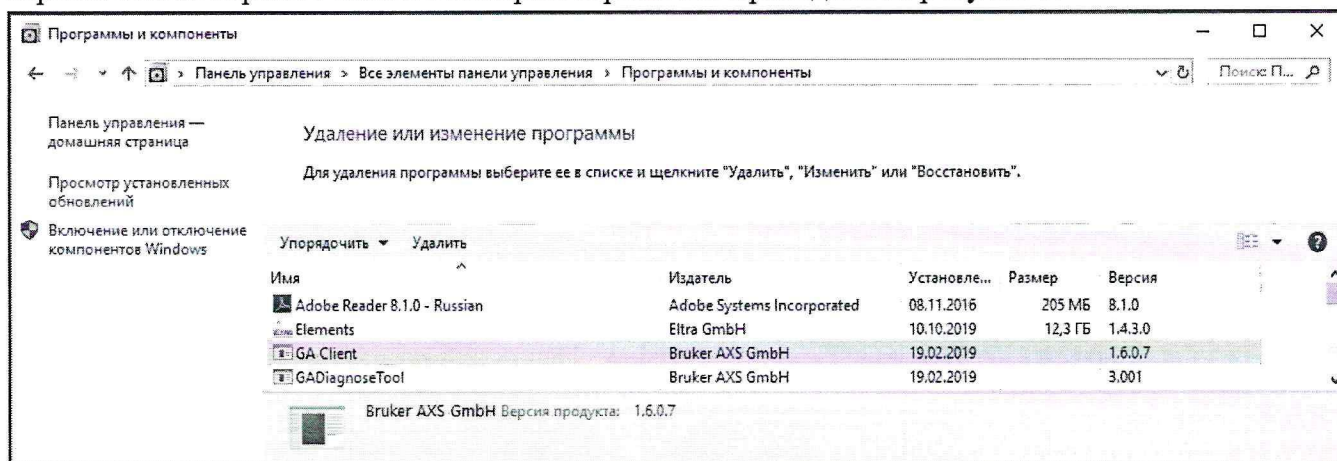 Программы и компоненты
Панель управления > Все элементы панели управления > Программы и компоненты
Поиск: П...
Панель управления —
домашняя страница
Просмотр установленных
обновлений
Включение или отключение
компонентов Windows
Удаление или изменение программы
Для удаления программы выберите ее в списке и щелкните "Удалить", "Изменить" или "Восстановить".
Упорядочить Удалить
Имя Издатель Установле... Размер Версия
Adobe Reader 8.1.0 - Russian Adobe Systems Incorporated 08.11.2016 205 МБ 8.1.0
Elements Eltra GmbH 10.10.2019 12,3 ГБ 1.4.3.0
GA Client Bruker AXS GmbH 19.02.2019 1.6.0.7
GADiagnoseTool Bruker AXS GmbH 19.02.2019 3.001
Bruker AXS GmbH Версия продукта: 1.6.0.7